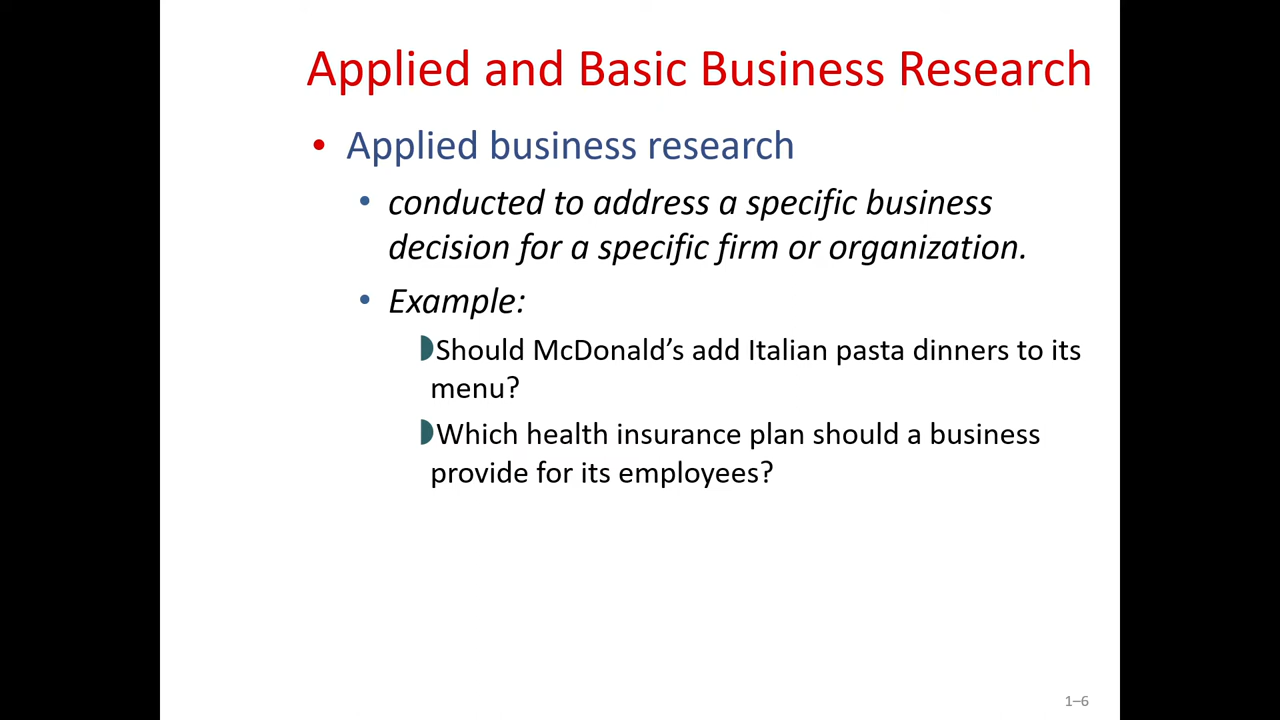 Applied and Basic Business Research
• Applied business research
• conducted to address a specific business
decision for a specific firm or organization.
• Example:
◗Should McDonald’s add Italian pasta dinners to its
menu?
◗Which health insurance plan should a business
provide for its employees?
1–6